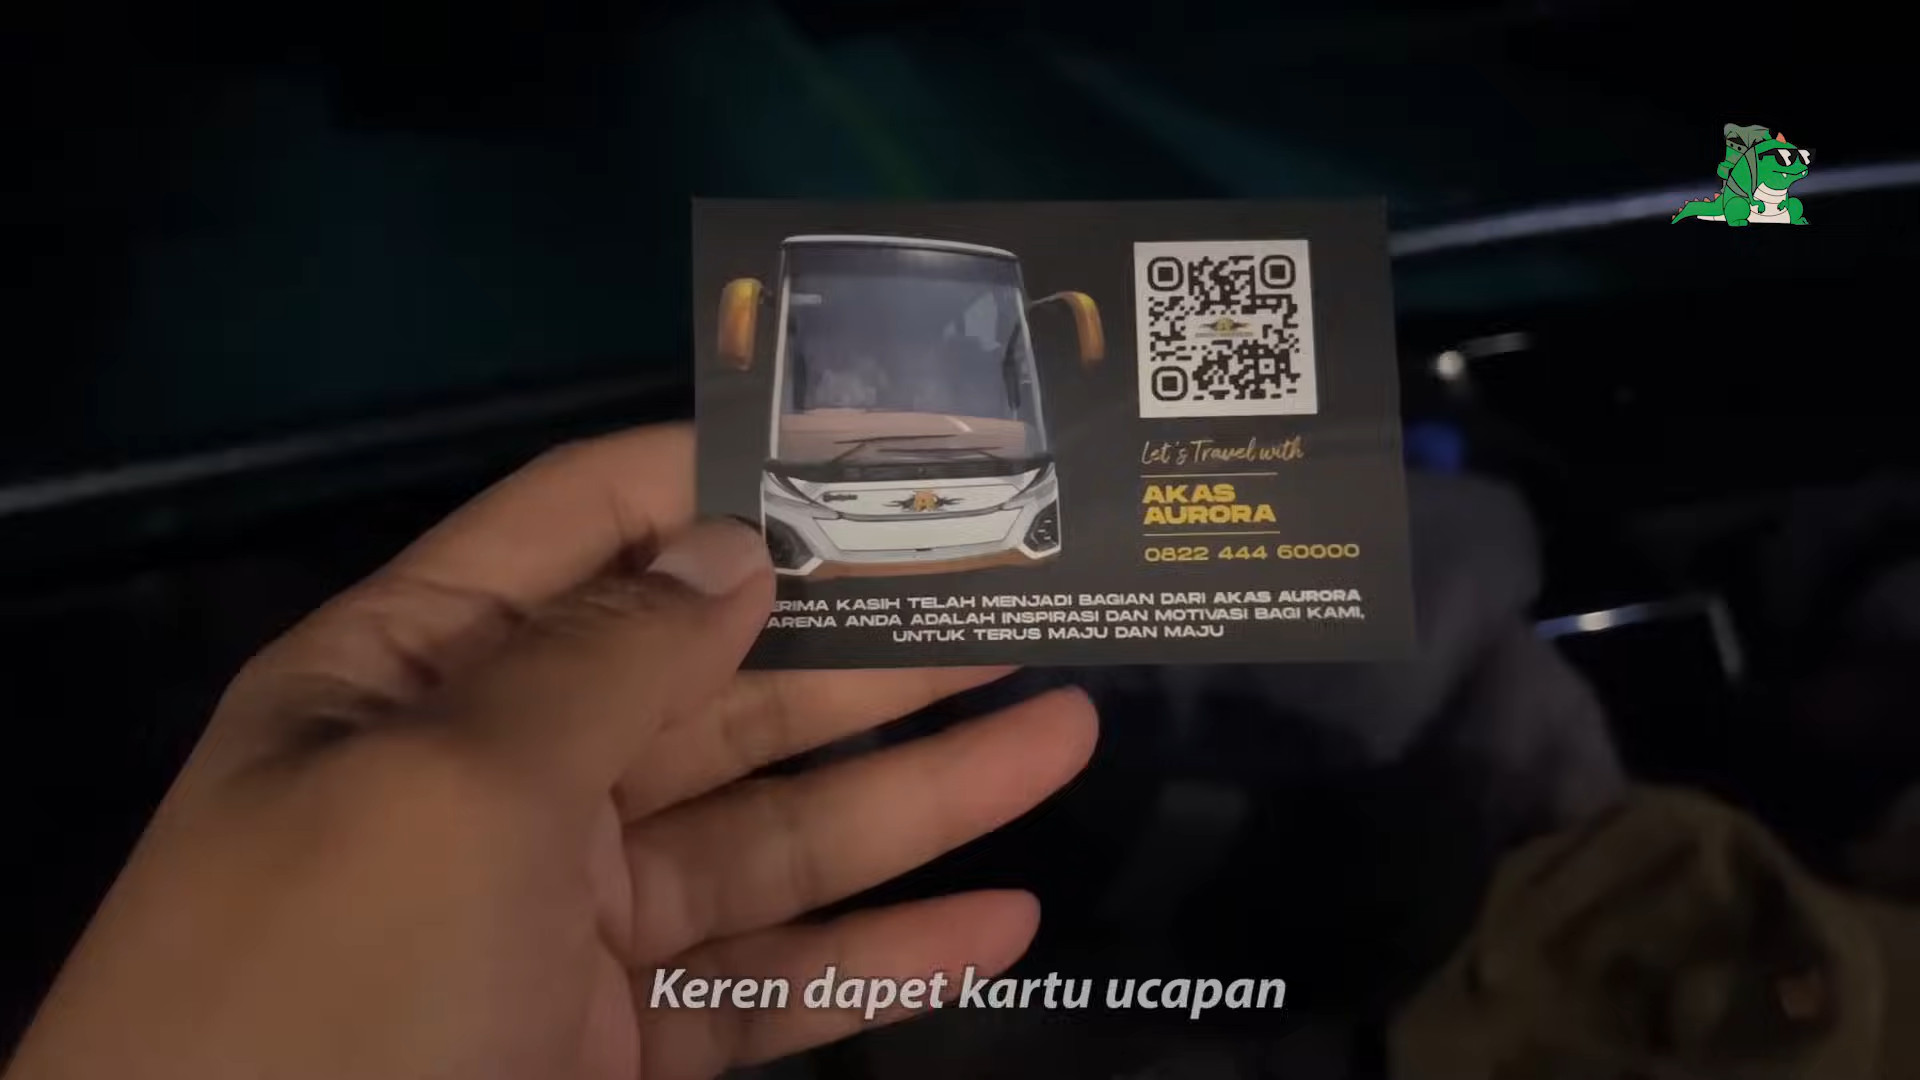 Let's Travel with
AKAS
AURORA
0822 444 60000
ERIMA KASIH TELAH MENJADI BAGIAN DARI AKAS AURORA
ARENA ANDA ADALAH INSPIRASI DAN MOTIVASI BAGI KAMI,
UNTUK TERUS MAJU DAN MAJU
Keren dapet kartu ucapan